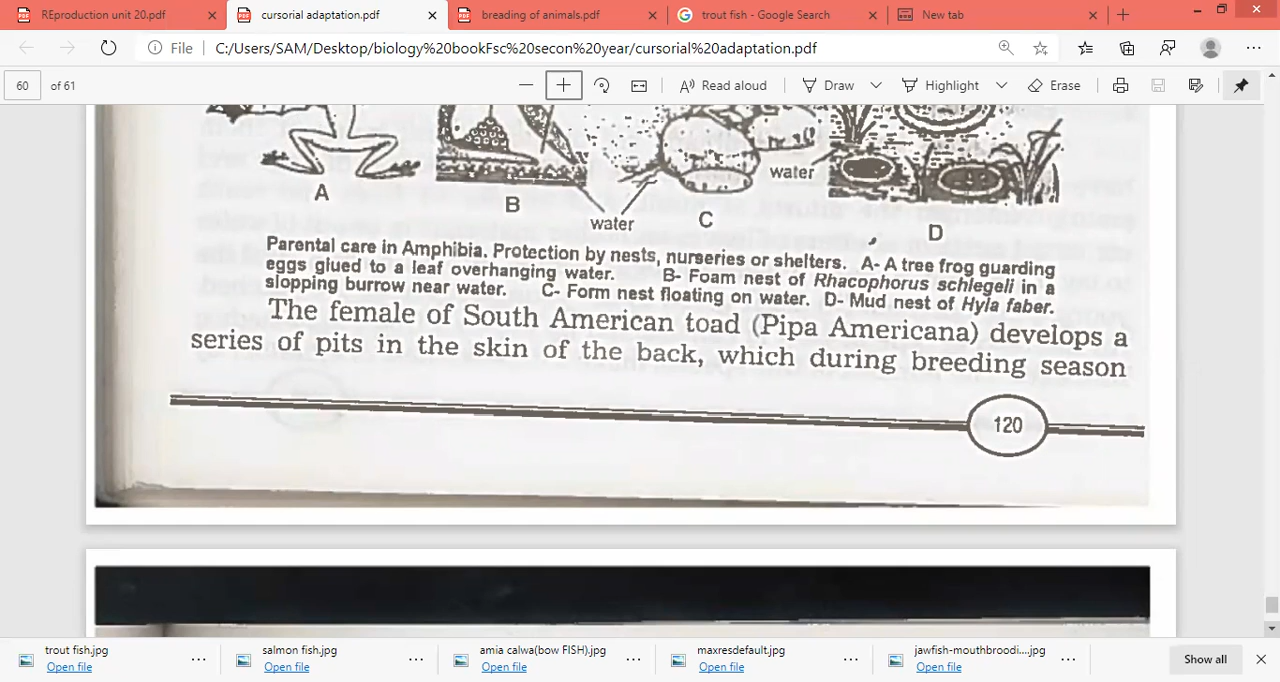 REproduction unit 20.pdf
cursorial adaptation.pdf
breading of animals.pdf
trout fish - Google Search
New tab
File
C:/Users/SAM/Desktop/biology%20bookFsc%20secon%20year/cursorial%20adaptation.pdf
60 of 61
Read aloud
Draw
Highlight
Erase
A
B
water
C
water
D
Parental care in Amphibia. Protection by nests, nurseries or shelters. A- A tree frog guarding
eggs glued to a leaf overhanging water. B- Foam nest of Rhacophorus schlegeli in a
slopping burrow near water. C- Form nest floating on water. D- Mud nest of Hyla faber.
The female of South American toad (Pipa Americana) develops a
series of pits in the skin of the back, which during breeding season
120
trout fish.jpg
Open file
salmon fish.jpg
Open file
amia calwa(bow FISH).jpg
Open file
maxresdefault.jpg
Open file
jawfish-mouthbroodi....jpg
Open file
Show all